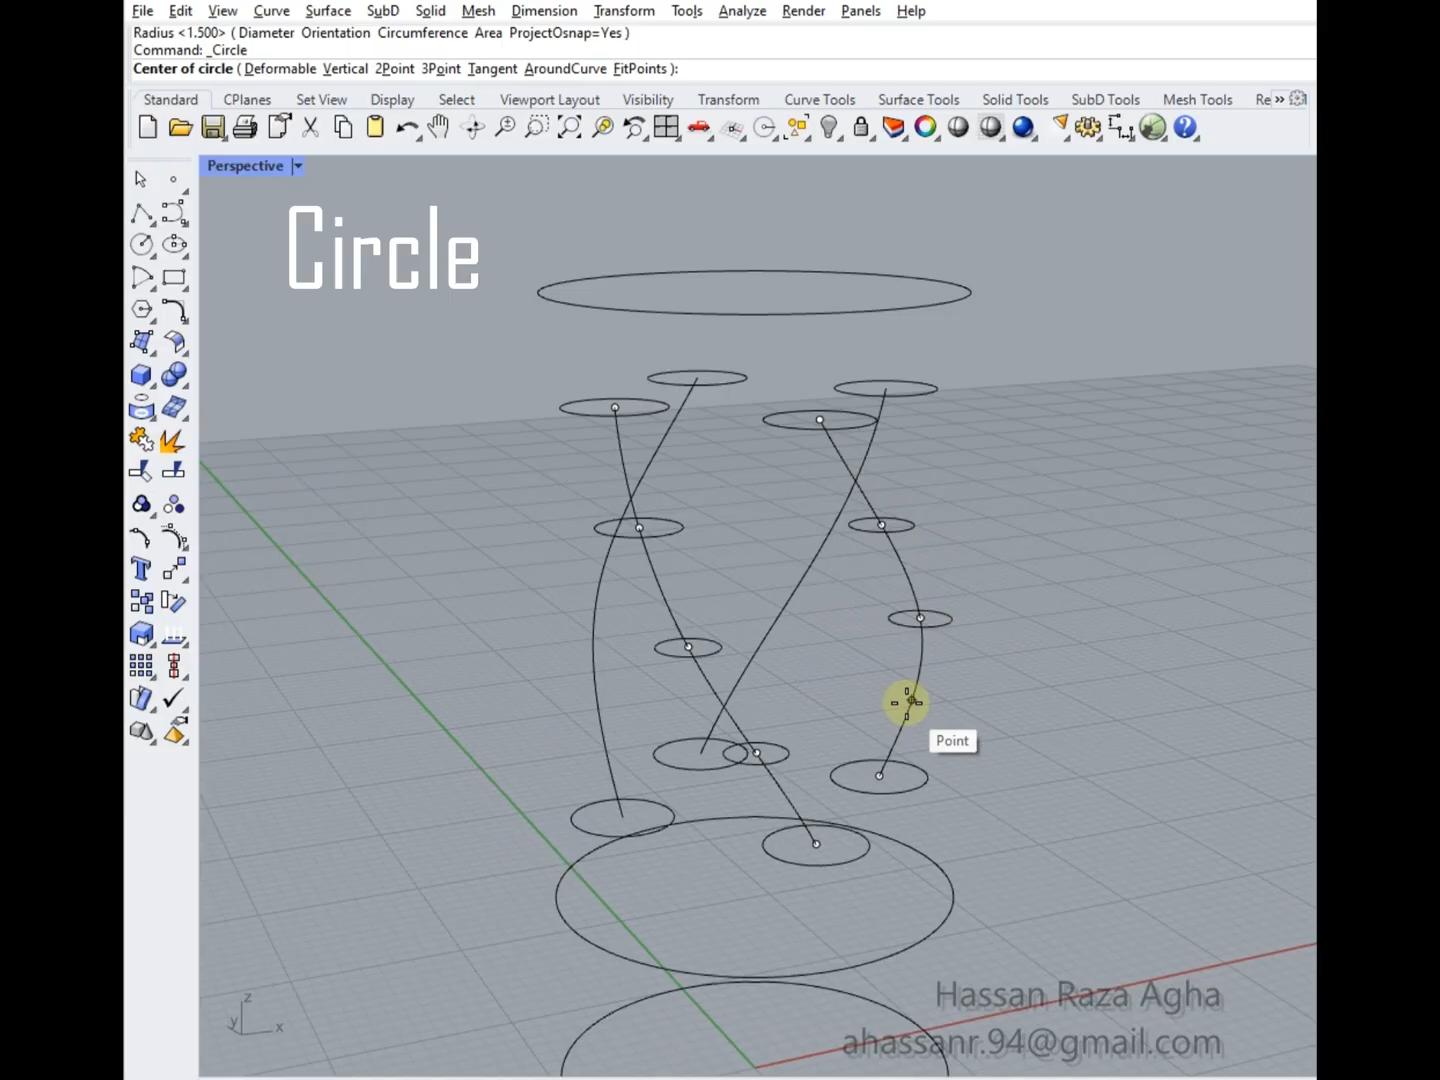 File Edit View Curve Surface SubD Solid Mesh Dimension Transform Tools Analyze Render Panels Help
Radius <1.500> ( Diameter Orientation Circumference Area ProjectOsnap=Yes )
Command: _Circle
Center of circle ( Deformable Vertical 2Point 3Point Tangent AroundCurve FitPoints ):
Standard CPlanes Set View Display Select Viewport Layout Visibility Transform Curve Tools Surface Tools Solid Tools SubD Tools Mesh Tools Re »
Perspective
Circle
Point
z
y x
Hassan Raza Agha
ahassanr.94@gmail.com